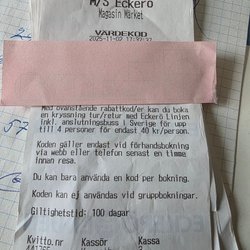 M/S Eckerö
Magasin Market
VÄRDEKOD
2025-11-02 17:37:37
Med ovanstående rabattkod/er kan du boka
en kryssning tur/retur med Eckerö Linjen
inkl. anslutningsbuss i Sverige för upp
till 4 personer för endast 40 kr/person.
Koden gäller endast vid förhandsbokning
via webb eller telefon senast en timme
innan resa.
Du kan bara använda en kod per bokning.
Koden kan ej användas vid gruppbokningar.
Giltighetstid: 100 dagar
Kvitto.nr Kassör Kassa